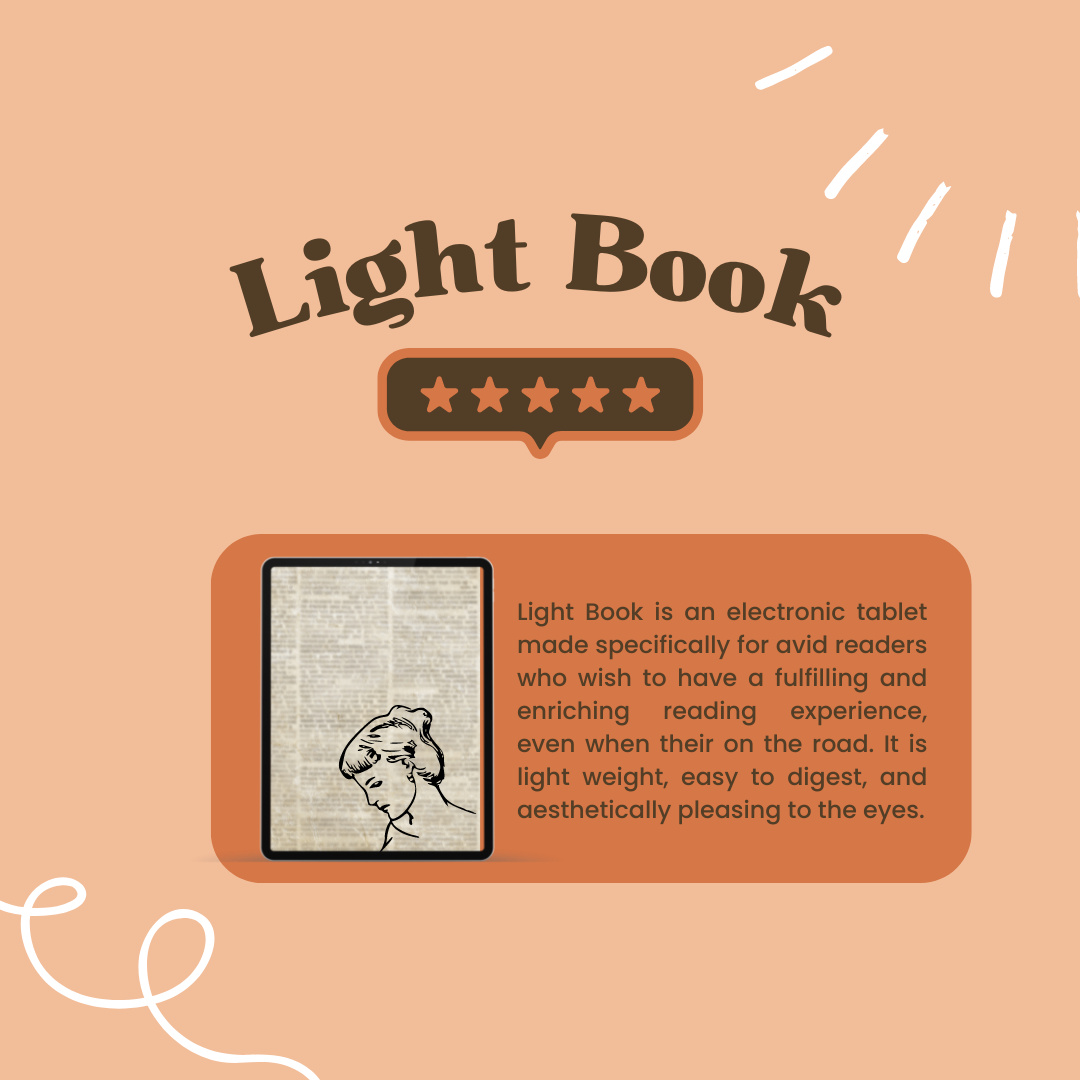 Light Book
Light Book is an electronic tablet
made specifically for avid readers
who wish to have a fulfilling and
enriching reading experience,
even when their on the road. It is
light weight, easy to digest, and
aesthetically pleasing to the eyes.